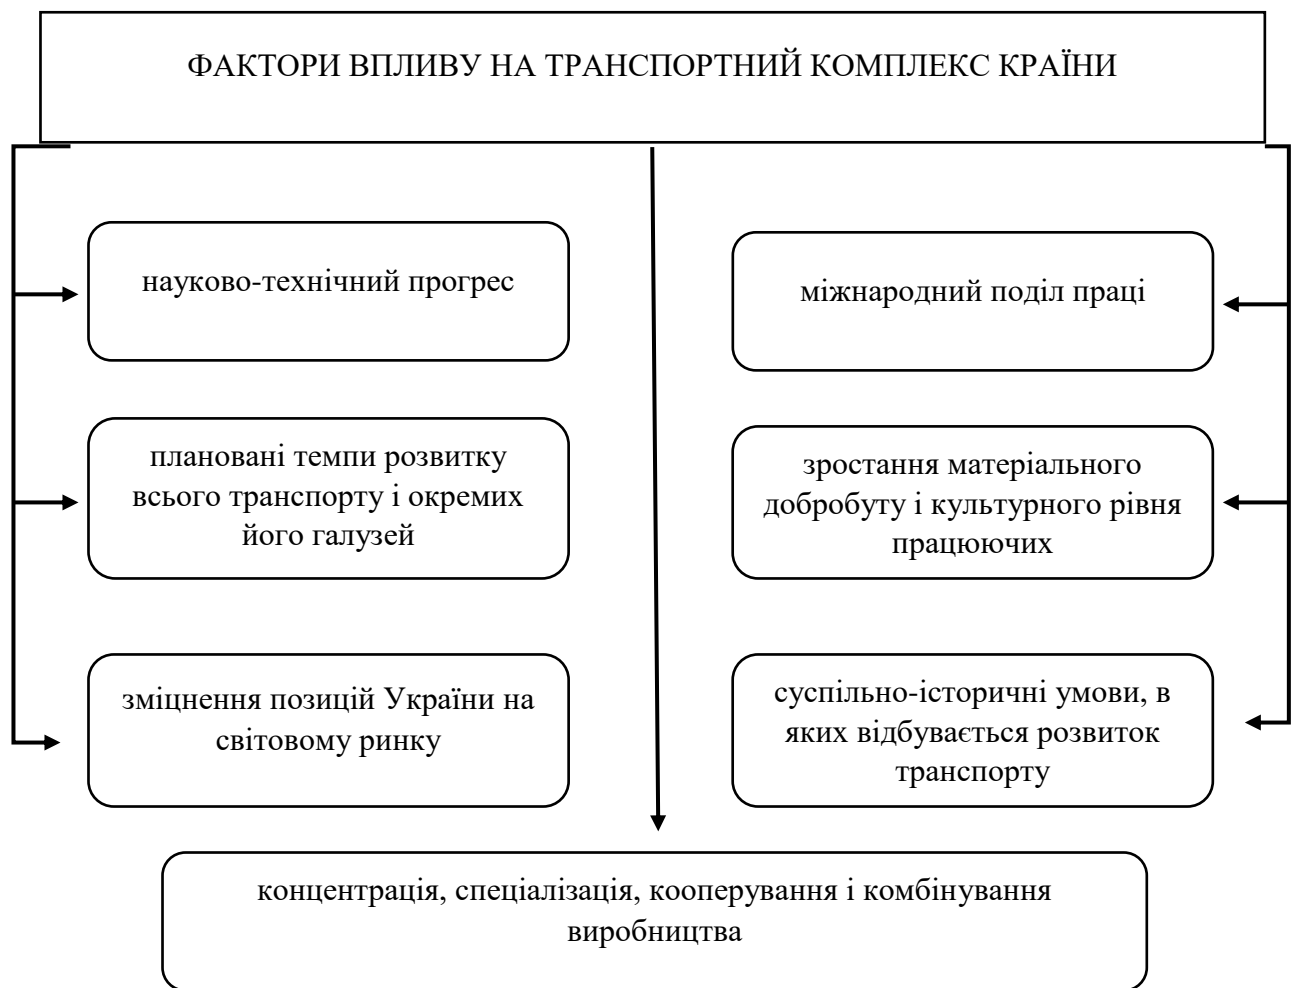 ФАКТОРИ ВПЛИВУ НА ТРАНСПОРТНИЙ КОМПЛЕКС КРАЇНИ
науково-технічний прогрес
міжнародний поділ праці
плановані темпи розвитку
всього транспорту і окремих
його галузей
зростання матеріального
добробуту і культурного рівня
працюючих
зміцнення позицій України на
світовому ринку
суспільно-історичні умови, в
яких відбувається розвиток
транспорту
концентрація, спеціалізація, кооперування і комбінування
виробництва